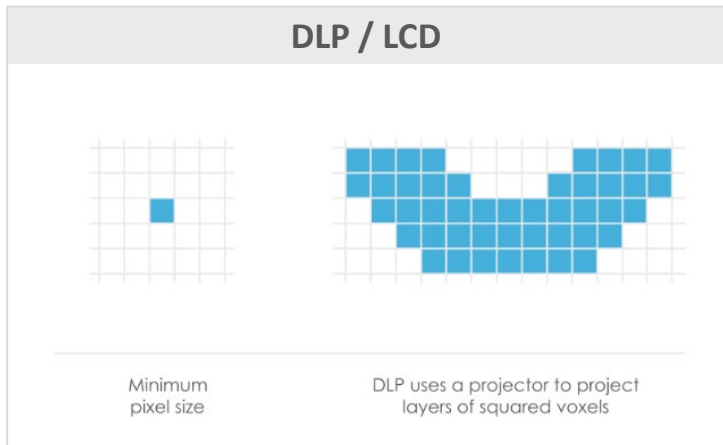 DLP / LCD
Minimum
pixel size
DLP uses a projector to project
layers of squared voxels